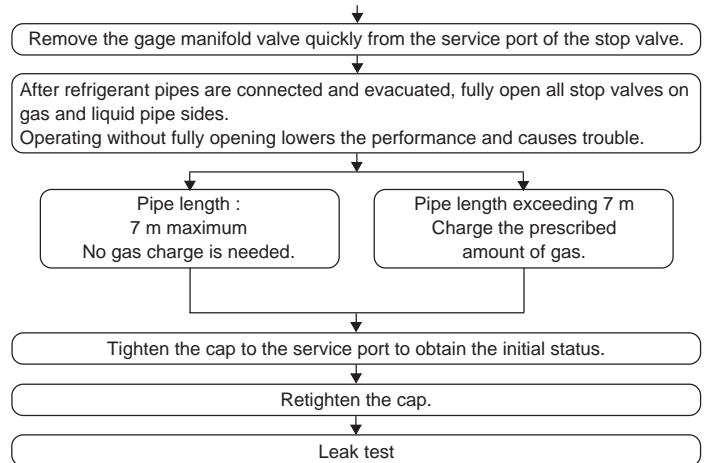 Remove the gage manifold valve quickly from the service port of the stop valve.
After refrigerant pipes are connected and evacuated, fully open all stop valves on
gas and liquid pipe sides.
Operating without fully opening lowers the performance and causes trouble.
Pipe length :
7 m maximum
No gas charge is needed.
Pipe length exceeding 7 m
Charge the prescribed
amount of gas.
Tighten the cap to the service port to obtain the initial status.
Retighten the cap.
Leak test